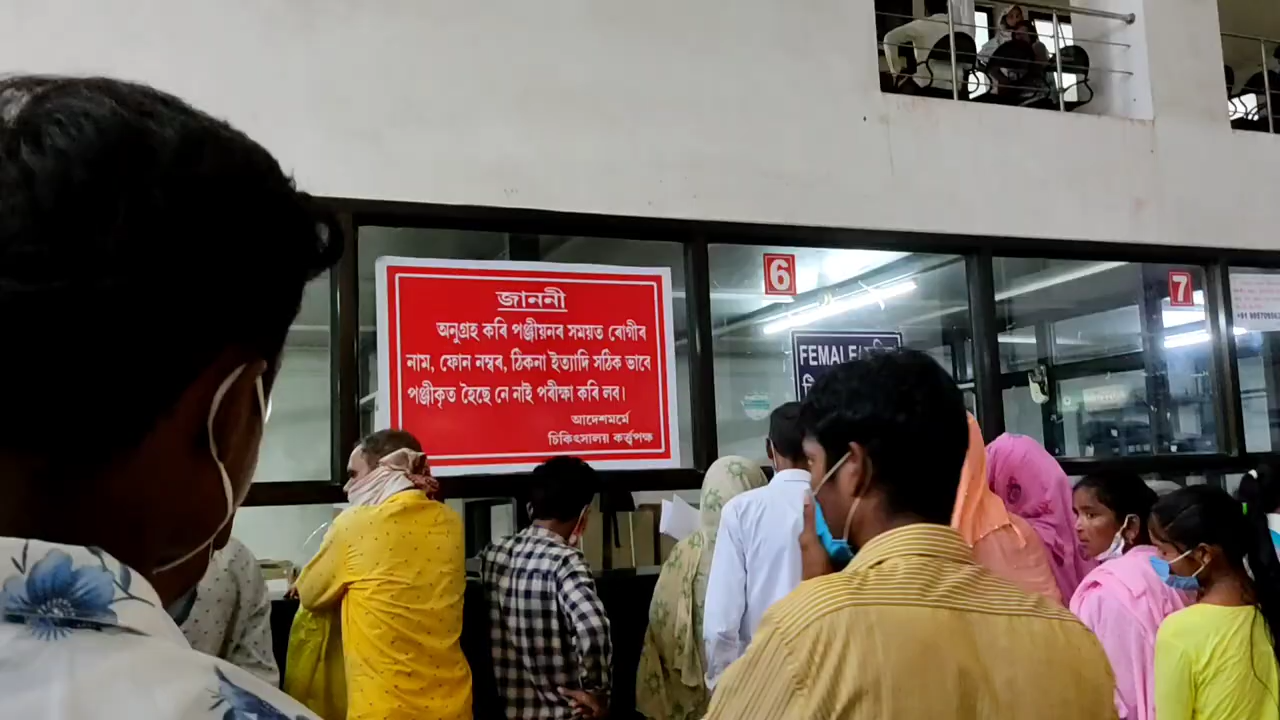 জাননী
অনুগ্ৰহ কৰি পঞ্জীয়নৰ সময়ত ৰোগীৰ
নাম, ফোন নম্বৰ, ঠিকনা ইত্যাদি সঠিক ভাবে
পঞ্জীকৃত হৈছে নে নাই পৰীক্ষা কৰি লব।
আদেশমৰ্মে
চিকিৎসালয় কৰ্ত্তৃপক্ষ
6
FEMALE/
7